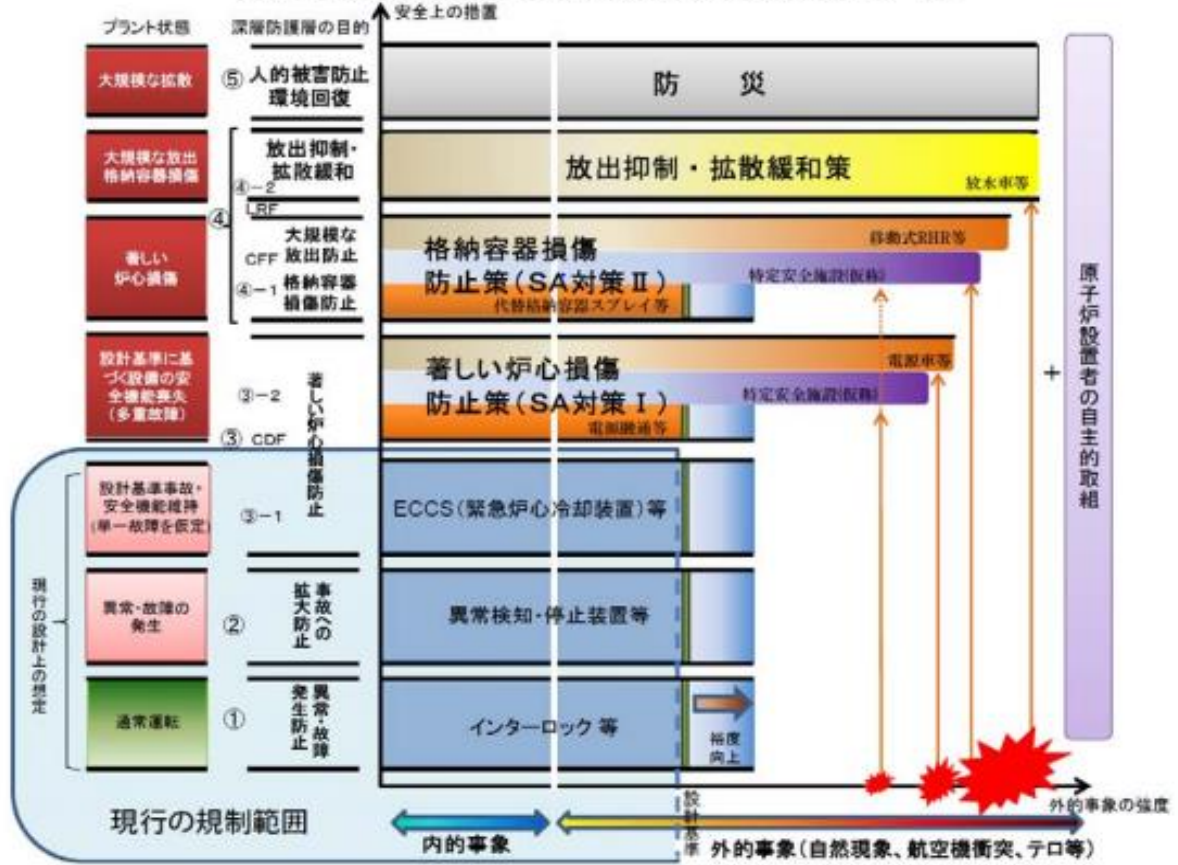 安全上の措置
プラント状態
深層防護層の目的
大規模な拡散
⑤
人的被害防止
環境回復
防　災
大規模な放出
格納容器損傷
④
④-2
LRF
放出抑制・
拡散緩和
放出抑制・拡散緩和策
放水車等
著しい
炉心損傷
CFF
④-1
大規模な
放出防止
格納容器
損傷防止
格納容器損傷
防止策(SA対策Ⅱ)
移動式RHR等
特定安全施設(仮称)
代替格納容器スプレイ等
設計基準に基
づく設備の安
全機能喪失
(多重故障)
③-2
③
CDF
著しい炉心損傷防止
著しい炉心損傷
防止策(SA対策Ⅰ)
電源車等
特定安全施設(仮称)
電源融通等
設計基準事故・
安全機能維持
(単一故障を仮定)
③-1
ECCS(緊急炉心冷却装置)等
異常・故障の
発生
②
事故への
拡大防止
異常検知・停止装置等
通常運転
①
異常・故障
発生防止
インターロック 等
裕度
向上
現行の設計上の想定
+
原子炉設置者の自主的取組
外的事象の強度
現行の規制範囲
内的事象
設計基準
外的事象(自然現象、航空機衝突、テロ等)